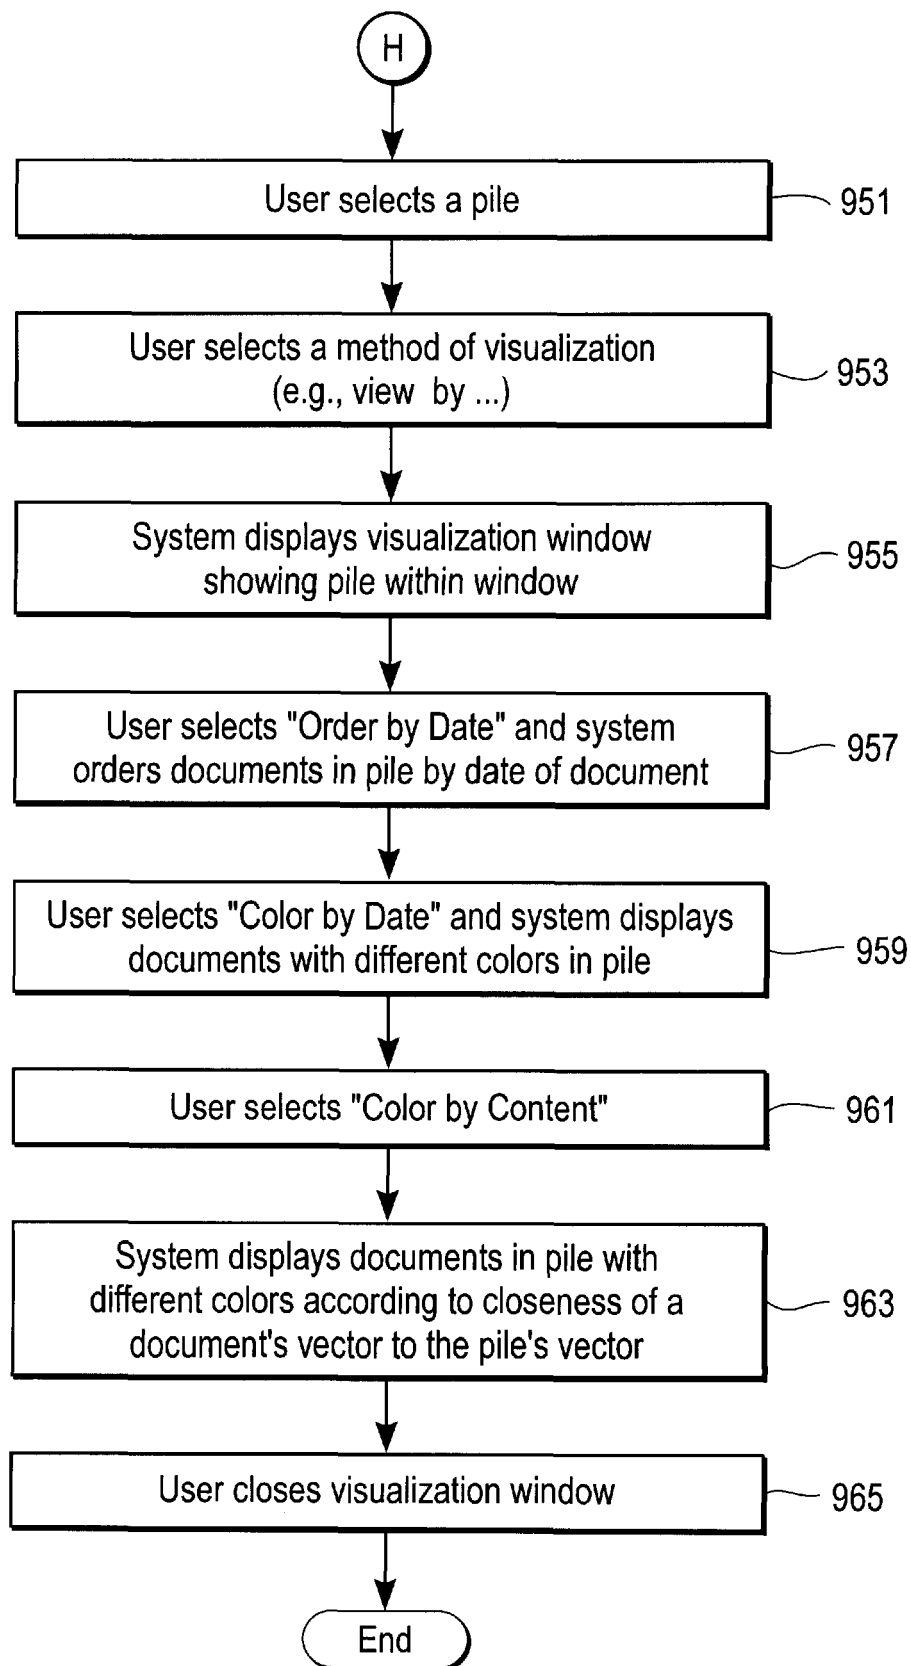 H
User selects a pile
951
User selects a method of visualization
(e.g., view by ...)
953
System displays visualization window
showing pile within window
955
User selects "Order by Date" and system
orders documents in pile by date of document
957
User selects "Color by Date" and system displays
documents with different colors in pile
959
User selects "Color by Content"
961
System displays documents in pile with
different colors according to closeness of a
document's vector to the pile's vector
963
User closes visualization window
965
End